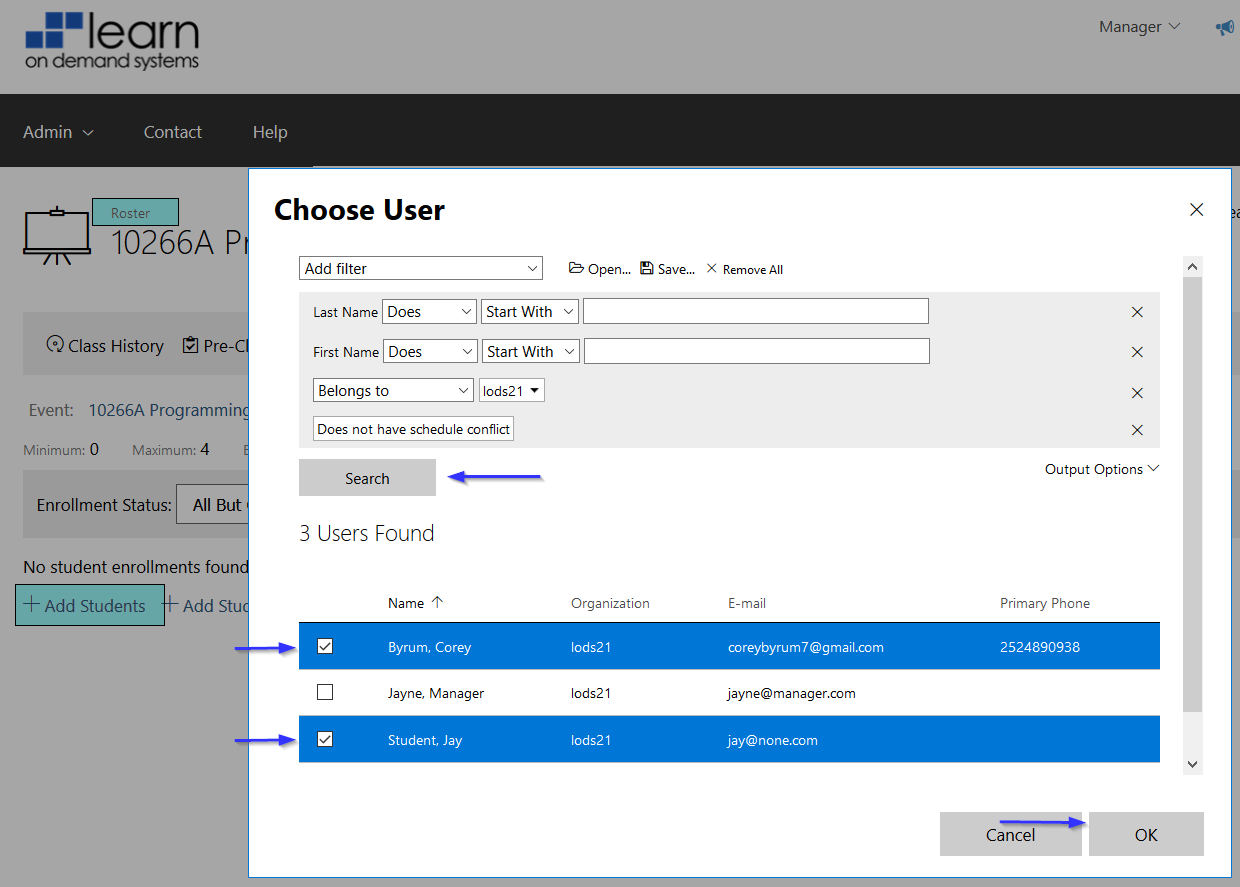 learn
on demand systems
Manager
Admin
Contact
Help
Roster
10266A Pr
Class History
Pre-Cl
Event: 10266A Programming
Minimum: 0
Maximum: 4
Enrollment Status: All But
No student enrollments found
Add Students
Add Stud
Choose User
Add filter
Open...
Save...
Remove All
Last Name Does Start With
First Name Does Start With
Belongs to lods21
Does not have schedule conflict
Search
Output Options
3 Users Found
Name Organization E-mail Primary Phone
Byrum, Corey lods21 coreybyrum7@gmail.com 2524890938
Jayne, Manager lods21 jayne@manager.com
Student, Jay lods21 jay@none.com
Cancel
OK